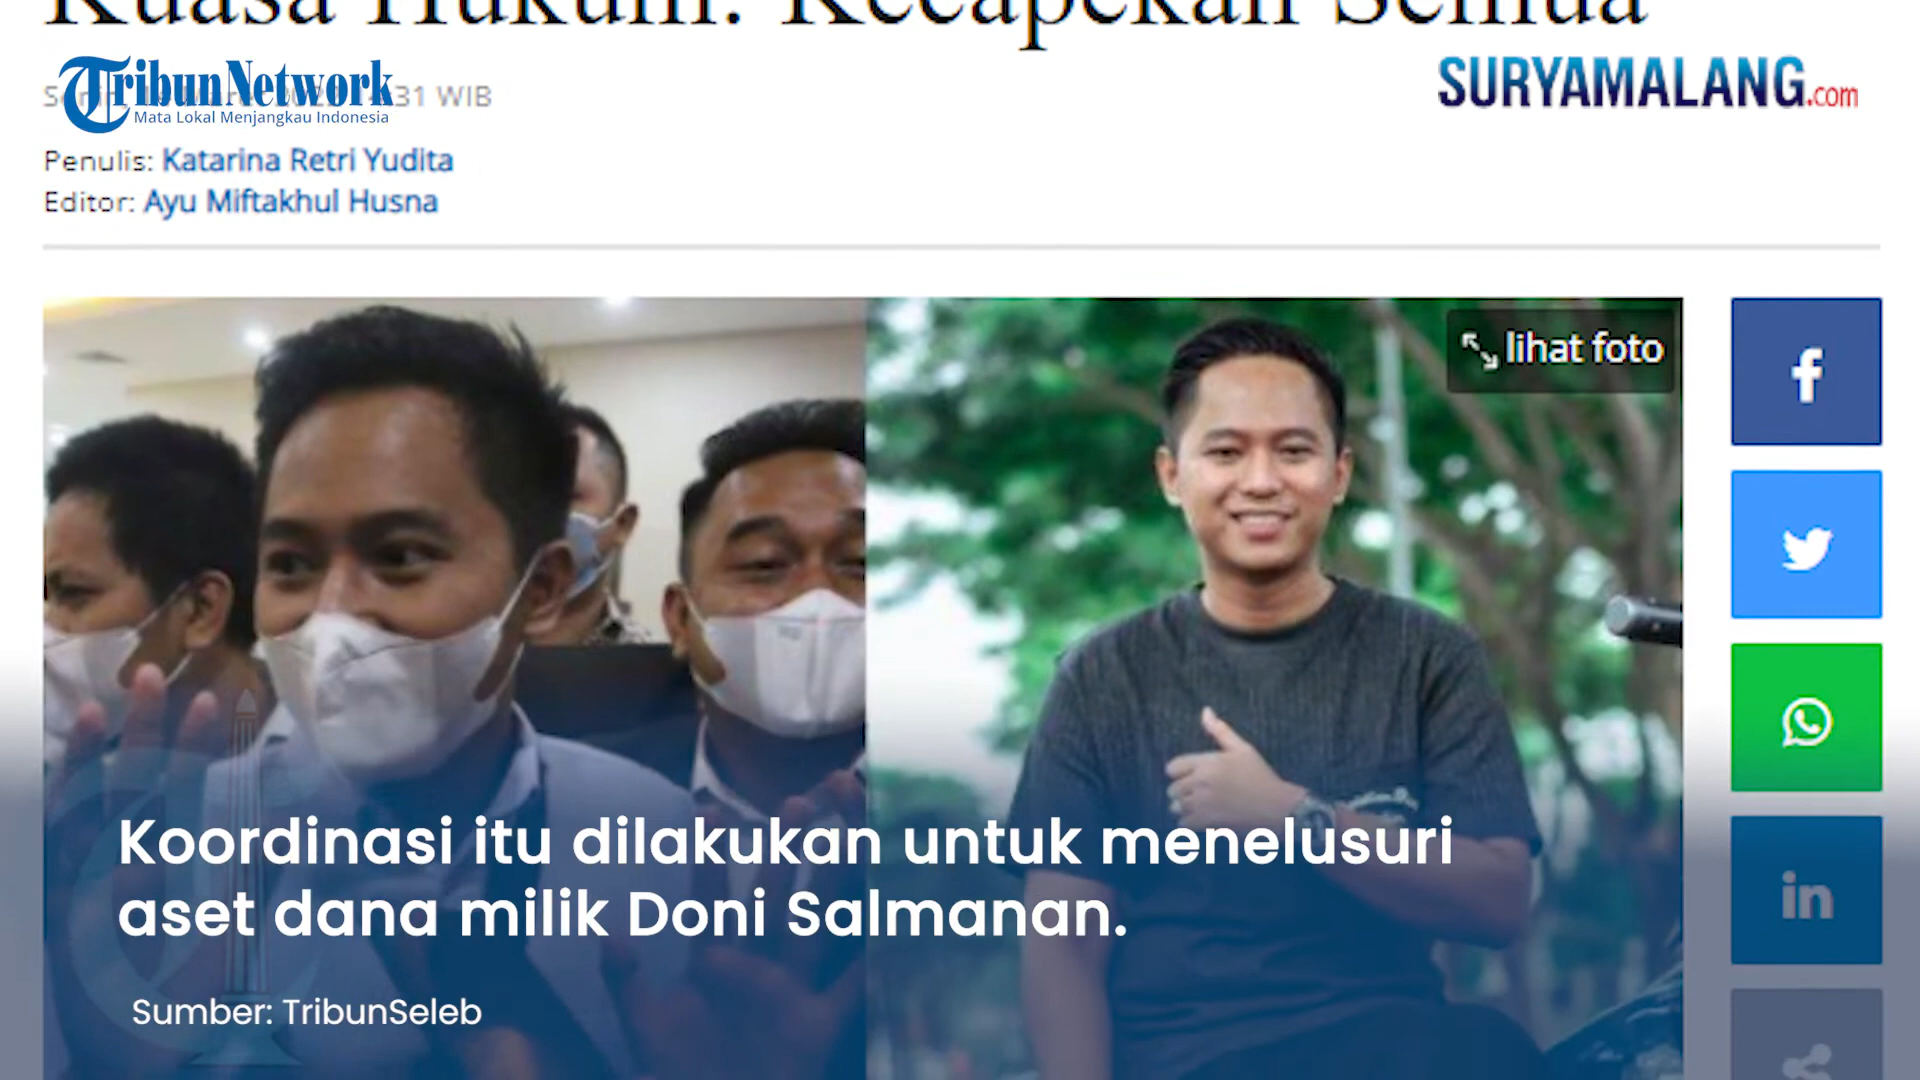 Kuasa Hukum: Kecapekan Semua
TribunNetwork
Mata Lokal Menjangkau Indonesia
31 WIB
SURYAMALANG.com
Penulis: Katarina Retri Yudita
Editor: Ayu Miftakhul Husna
lihat foto
Koordinasi itu dilakukan untuk menelusuri
aset dana milik Doni Salmanan.
Sumber: TribunSeleb